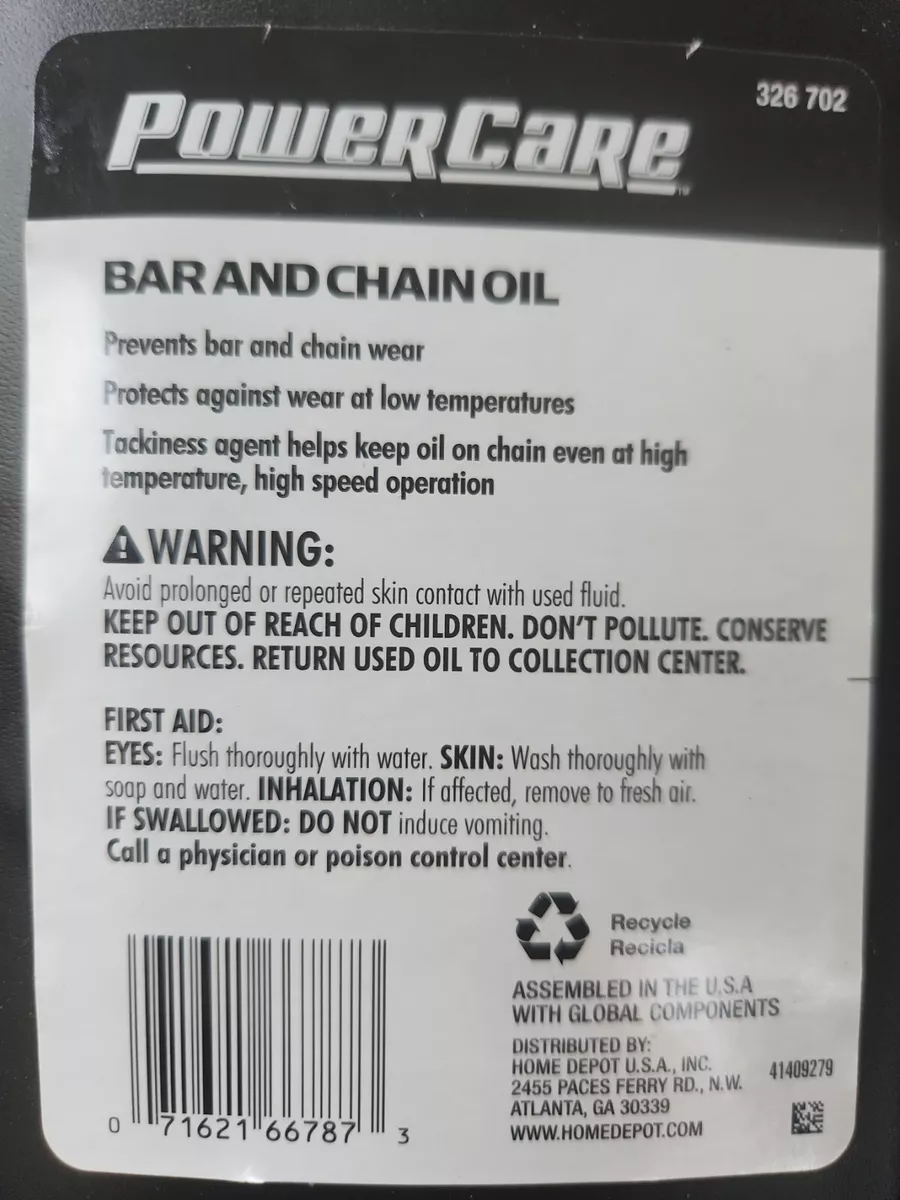 326 702
PowerCare™
BAR AND CHAIN OIL
Prevents bar and chain wear
Protects against wear at low temperatures
Tackiness agent helps keep oil on chain even at high
temperature, high speed operation
WARNING:
Avoid prolonged or repeated skin contact with used fluid.
KEEP OUT OF REACH OF CHILDREN. DON'T POLLUTE. CONSERVE
RESOURCES. RETURN USED OIL TO COLLECTION CENTER.
FIRST AID:
EYES: Flush thoroughly with water. SKIN: Wash thoroughly with
soap and water. INHALATION: If affected, remove to fresh air.
IF SWALLOWED: DO NOT induce vomiting.
Call a physician or poison control center.
Recycle
Recicla
ASSEMBLED IN THE U.S.A
WITH GLOBAL COMPONENTS
DISTRIBUTED BY:
HOME DEPOT U.S.A., INC.
2455 PACES FERRY RD., N.W.
ATLANTA, GA 30339
WWW.HOMEDEPOT.COM
41409279
0 71621 66787 3